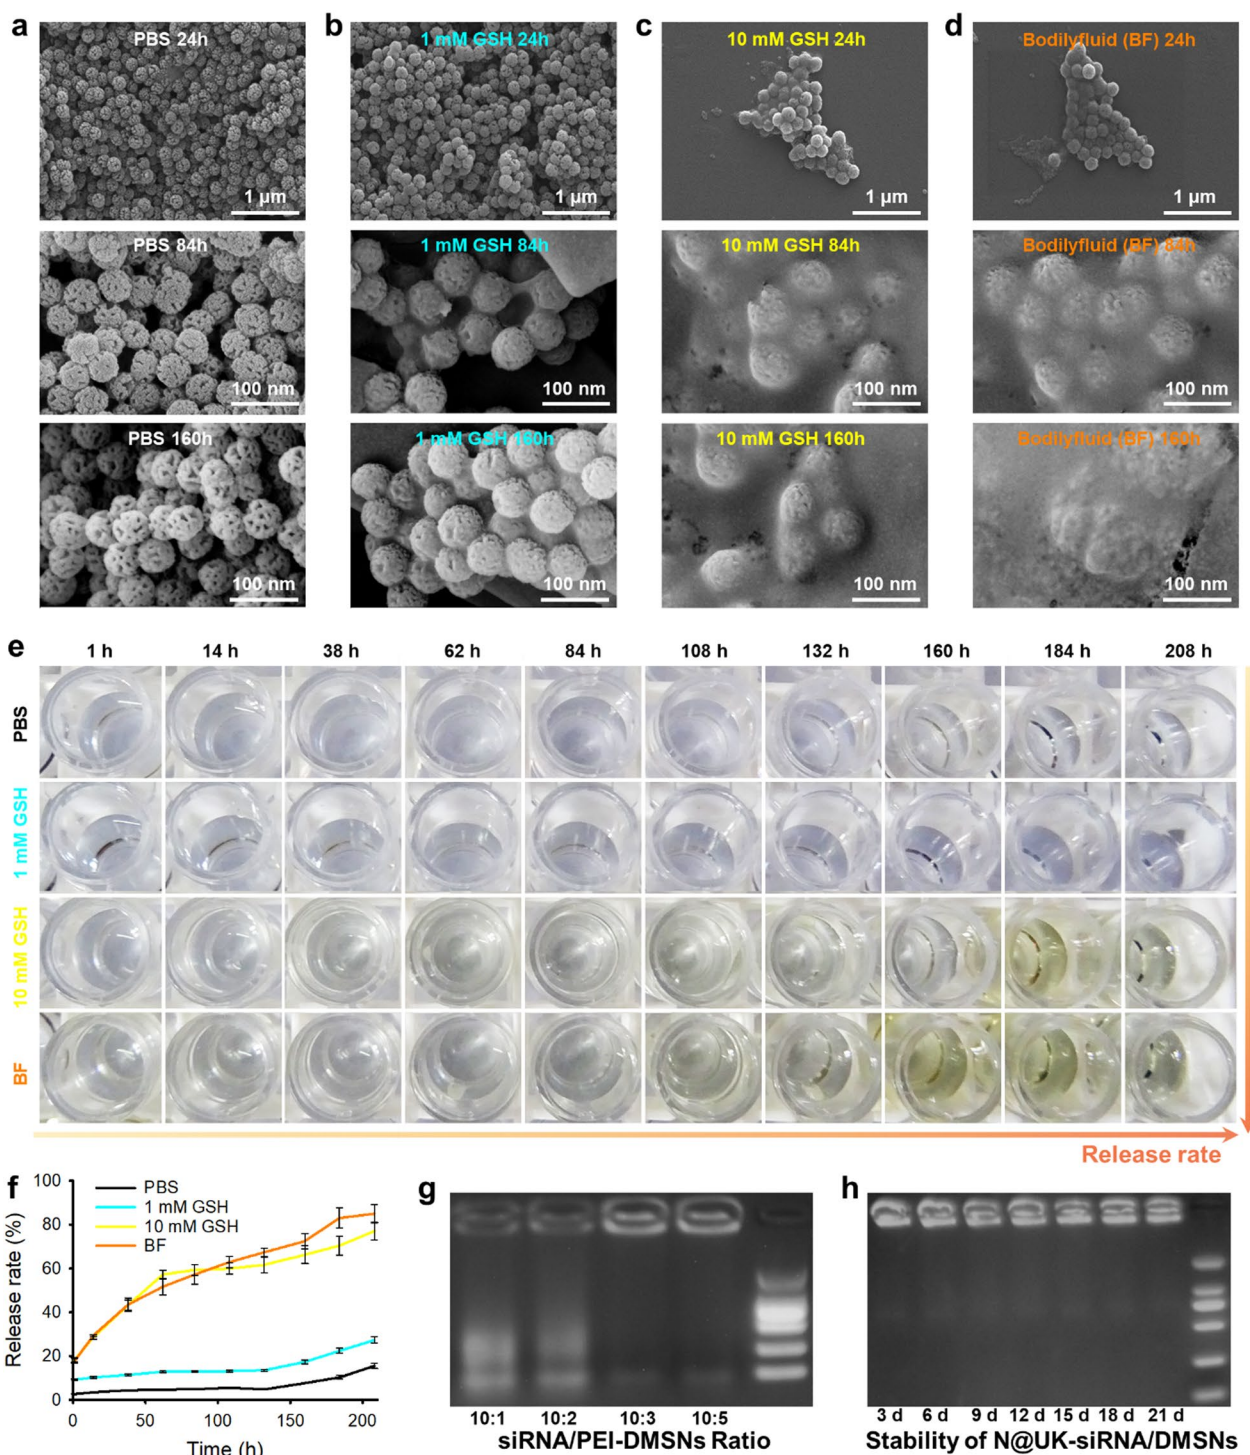 a
b
c
d
PBS 24h
1 mM GSH 24h
10 mM GSH 24h
Bodilyfluid (BF) 24h
1 µm
1 µm
1 µm
1 µm
PBS 84h
1 mM GSH 84h
10 mM GSH 84h
Bodilyfluid (BF) 84h
100 nm
100 nm
100 nm
100 nm
PBS 160h
1 mM GSH 160h
10 mM GSH 160h
Bodilyfluid (BF) 160h
100 nm
100 nm
100 nm
100 nm
e
1 h 14 h 38 h 62 h 84 h 108 h 132 h 160 h 184 h 208 h
PBS
1 mM GSH
10 mM GSH
BF
Release rate
f
Release rate (%)
100
80
60
40
20
0
PBS
1 mM GSH
10 mM GSH
BF
0 50 100 150 200
Time (h)
g
10:1 10:2 10:3 10:5
siRNA/PEI-DMSNs Ratio
h
3 d 6 d 9 d 12 d 15 d 18 d 21 d
Stability of N@UK-siRNA/DMSNs